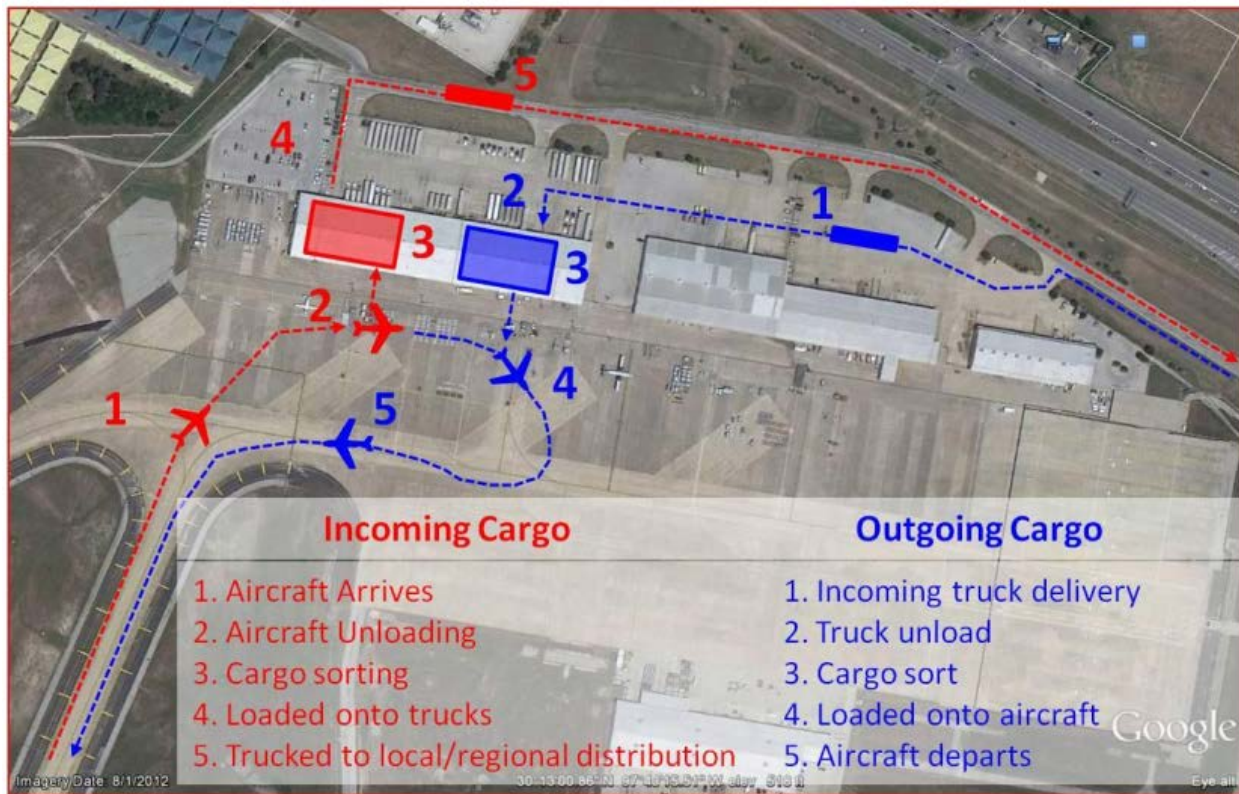 5
4
2
1
3
3
2
4
1
5
Incoming Cargo
1. Aircraft Arrives
2. Aircraft Unloading
3. Cargo sorting
4. Loaded onto trucks
5. Trucked to local/regional distribution
Outgoing Cargo
1. Incoming truck delivery
2. Truck unload
3. Cargo sort
4. Loaded onto aircraft
5. Aircraft departs
Google
Imagery Date: 8/1/2012
elev 518 ft
Eye alt